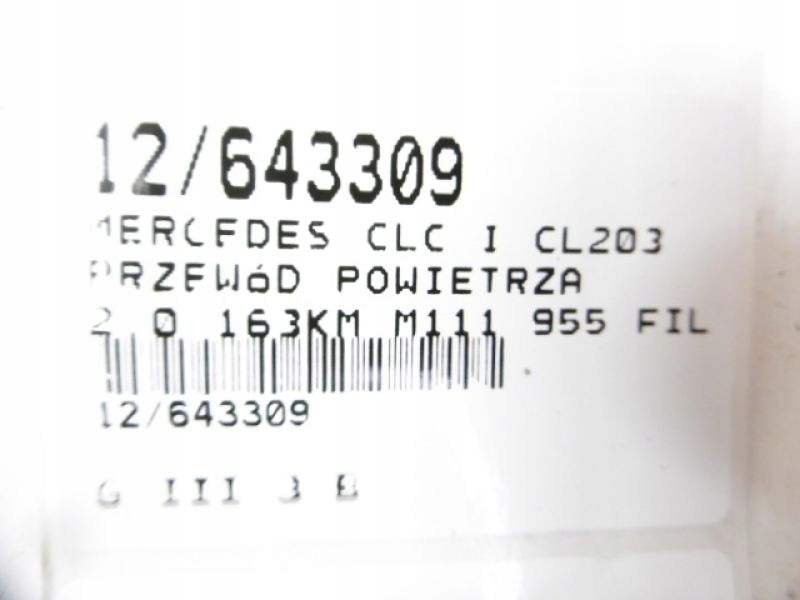 12/643309
MERCEDES CLC I CL203
PRZEWóD POWIETRZA
2.0 163KM M111 955 FIL
12/643309
G III 3 B